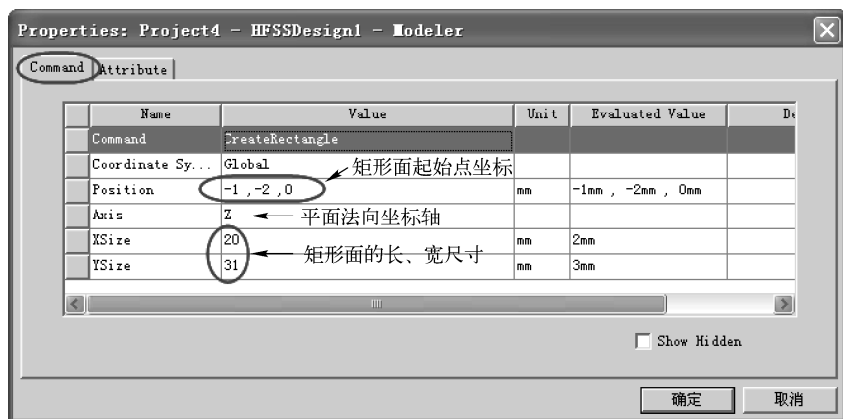 Properties: Project4 - HFSSDesign1 - Modeler
Command Attribute
Name Value Unit Evaluated Value De
Command CreateRectangle
Coordinate Sy... Global
矩形面起始点坐标
Position -1 ,-2 ,0 mm -1mm , -2mm , 0mm
Axis Z 平面法向坐标轴
XSize 20 mm 2mm
矩形面的长、宽尺寸
YSize 31 mm 3mm
Show Hidden
确定 取消